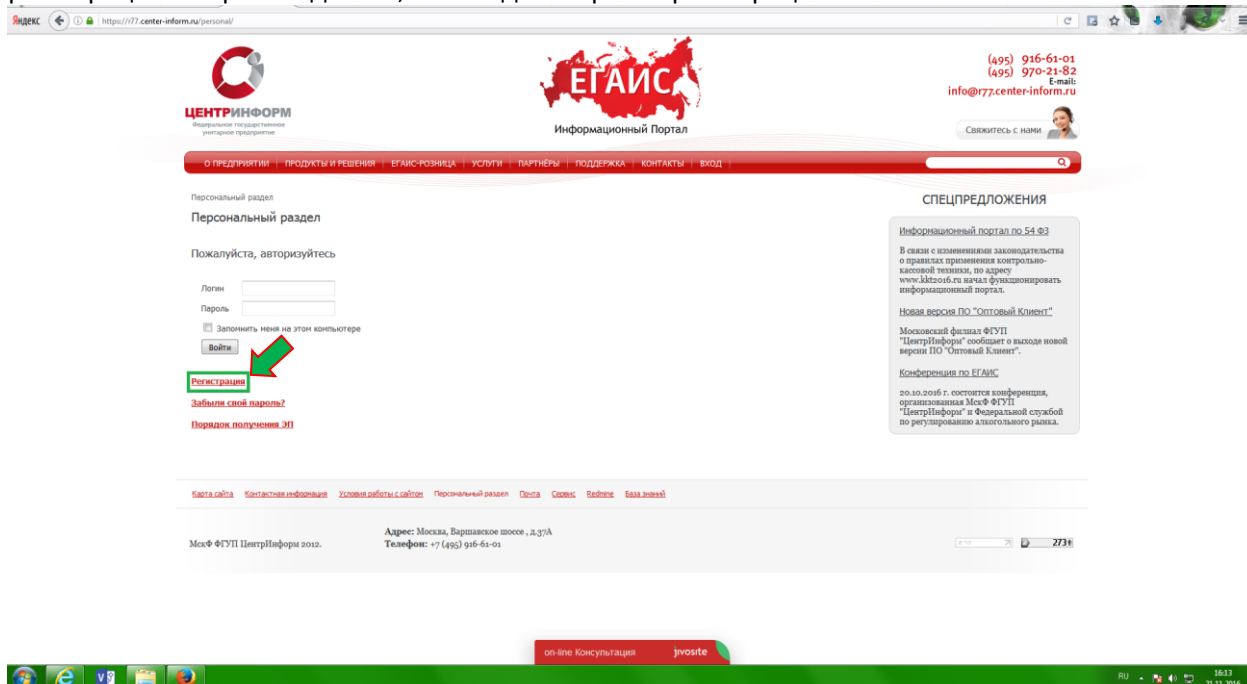 Яндекс https://r77.center-inform.ru/personal/
ЦЕНТРИНФОРМ
Федеральное государственное
унитарное предприятие
ЕГАИС
Информационный Портал
(495) 916-61-01
(495) 970-21-82
E-mail:
info@r77.center-inform.ru
Свяжитесь с нами
О ПРЕДПРИЯТИИ ПРОДУКТЫ И РЕШЕНИЯ ЕГАИС-РОЗНИЦА УСЛУГИ ПАРТНЁРЫ ПОДДЕРЖКА КОНТАКТЫ ВХОД
Персональный раздел
Персональный раздел
Пожалуйста, авторизуйтесь
Логин
Пароль
Запомнить меня на этом компьютере
Войти
Регистрация
Забыли свой пароль?
Порядок получения ЭП
СПЕЦПРЕДЛОЖЕНИЯ
Информационный портал по 54 ФЗ
В связи с изменениями законодательства
о правилах применения контрольно-
кассовой техники, по адресу
www.kkt2016.ru начал функционировать
информационный портал.
Новая версия ПО "Оптовый Клиент"
Московский филиал ФГУП
"ЦентрИнформ" сообщает о выходе новой
версии ПО "Оптовый Клиент".
Конференция по ЕГАИС
20.10.2016 г. состоится конференция,
организованная МскФ ФГУП
"ЦентрИнформ" и Федеральной службой
по регулированию алкогольного рынка.
Карта сайта Контактная информация Условия работы с сайтом Персональный раздел Почта Сервис Redmine База знаний
МскФ ФГУП ЦентрИнформ 2012.
Адрес: Москва, Варшавское шоссе , д.37А
Телефон: +7 (495) 916-61-01
273
on-line Консультация jivosite
RU 16:13
21.11.2016